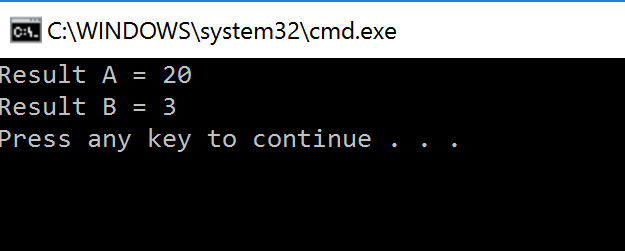 C:\WINDOWS\system32\cmd.exe
Result A = 20
Result B = 3
Press any key to continue . . .